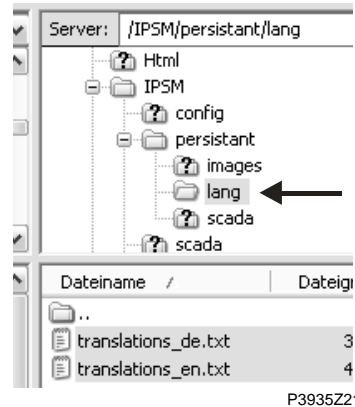 Server: /IPSM/persistant/lang
Html
IPSM
config
persistant
images
lang
scada
scada
Dateiname / Dateigr
..
translations_de.txt 3
translations_en.txt 4
P3935Z21